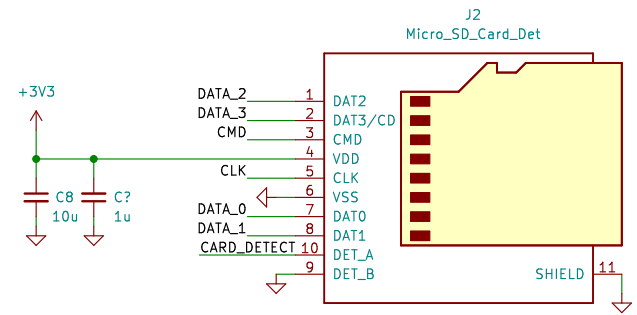 J2
Micro_SD_Card_Det
+3V3
DATA_2 1 DAT2
DATA_3 2 DAT3/CD
CMD 3 CMD
4 VDD
CLK 5 CLK
C8 C? 6 VSS
10u 1u DATA_0 7 DAT0
DATA_1 8 DAT1
CARD_DETECT 10 DET_A
9 DET_B SHIELD 11